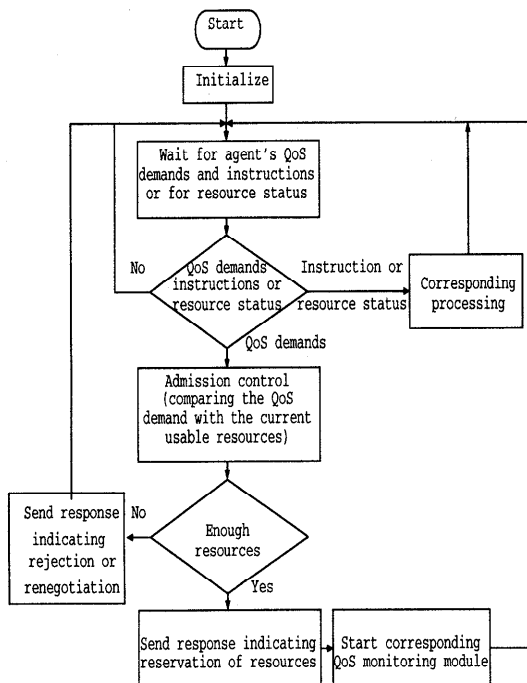 Start
Initialize
Wait for agent's QoS
demands and instructions
or for resource status
No
QoS demands
instructions or
resource status
Instruction or
resource status
Corresponding
processing
QoS demands
Admission control
(comparing the QoS
demand with the current
usable resources)
Send response
indicating
rejection or
renegotiation
No
Enough
resources
Yes
Send response indicating
reservation of resources
Start corresponding
QoS monitoring module